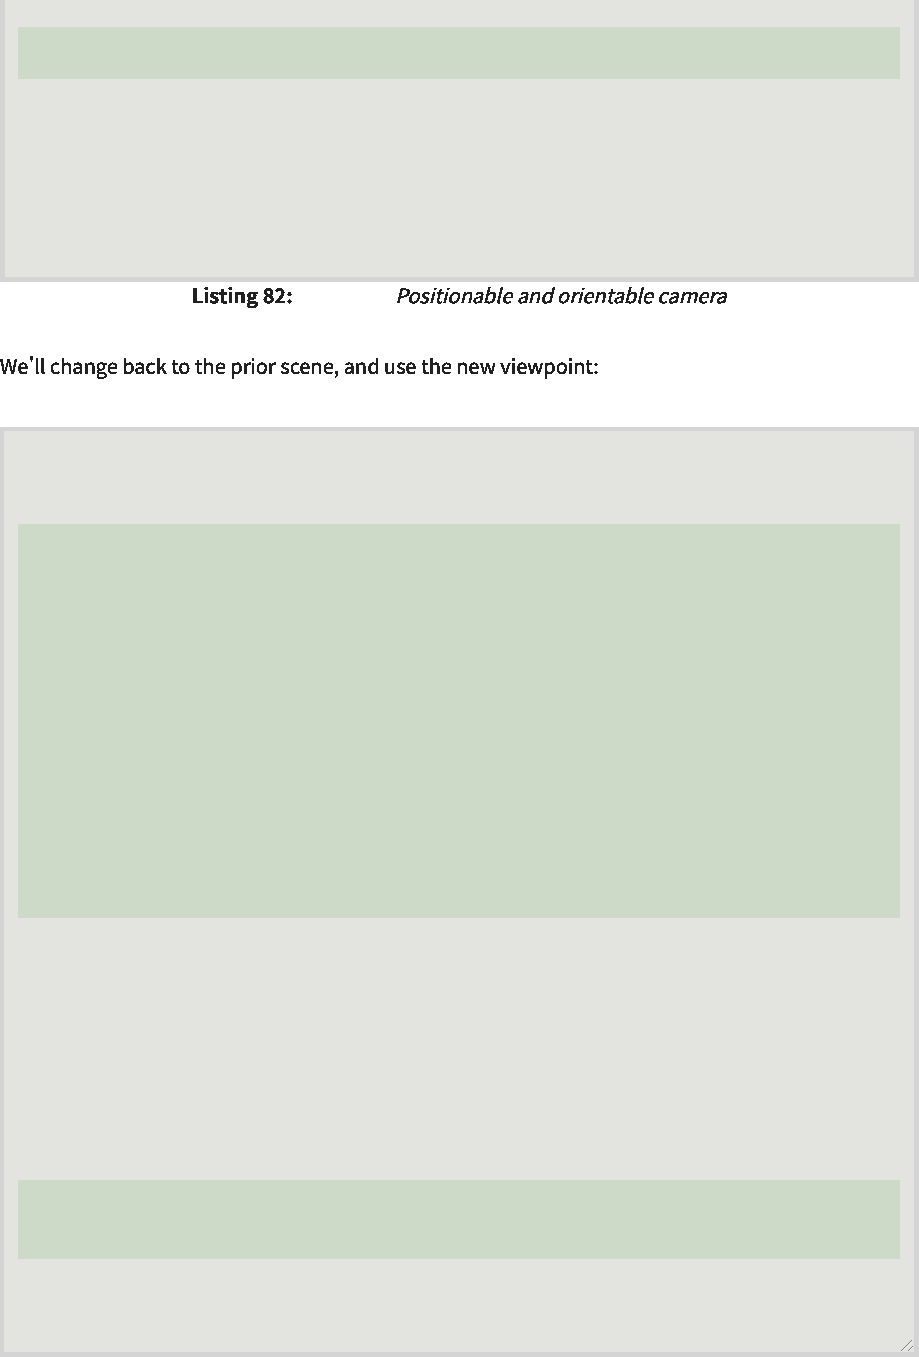 Listing 82: Positionable and orientable camera
We'll change back to the prior scene, and use the new viewpoint: